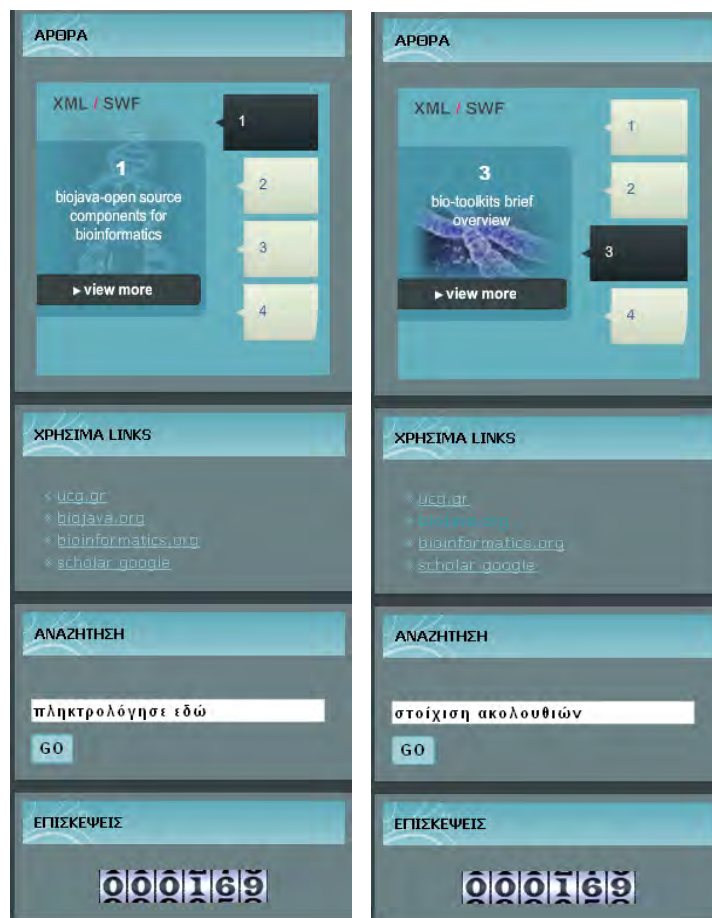 ΑΡΘΡΑ
XML / SWF
1
biojava-open source
components for
bioinformatics
▸ view more
1
2
3
4
ΧΡΗΣΙΜΑ LINKS
ucg.gr
biojava.org
bioinformatics.org
scholar google
ΑΝΑΖΗΤΗΣΗ
πληκτρολόγησε εδώ
GO
ΕΠΙΣΚΕΨΕΙΣ
000169
ΑΡΘΡΑ
XML / SWF
3
bio-toolkits brief
overview
▸ view more
1
2
3
4
ΧΡΗΣΙΜΑ LINKS
ucg.gr
biojava.org
bioinformatics.org
scholar google
ΑΝΑΖΗΤΗΣΗ
στοίχιση ακολουθιών
GO
ΕΠΙΣΚΕΨΕΙΣ
000169